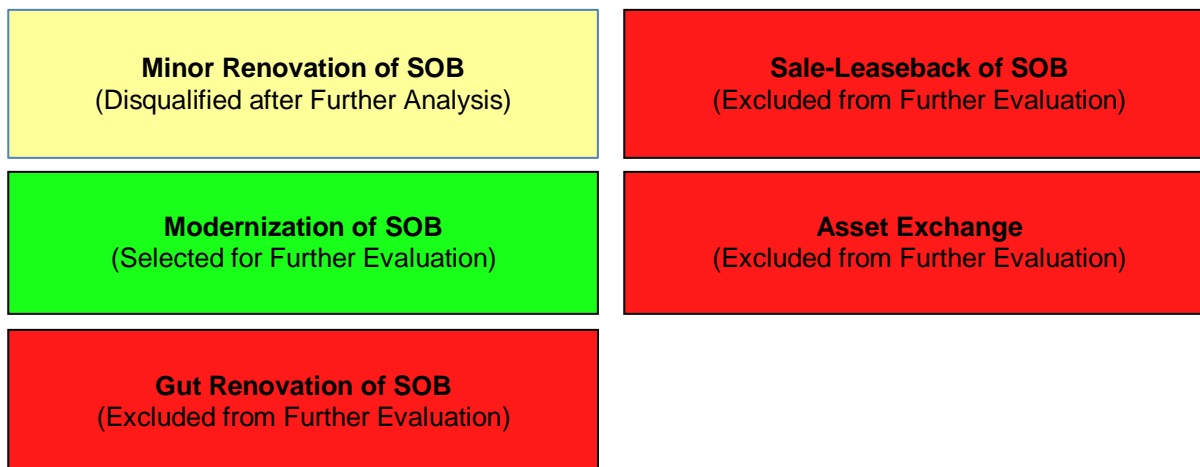 Minor Renovation of SOB
(Disqualified after Further Analysis)
Sale-Leaseback of SOB
(Excluded from Further Evaluation)
Modernization of SOB
(Selected for Further Evaluation)
Asset Exchange
(Excluded from Further Evaluation)
Gut Renovation of SOB
(Excluded from Further Evaluation)